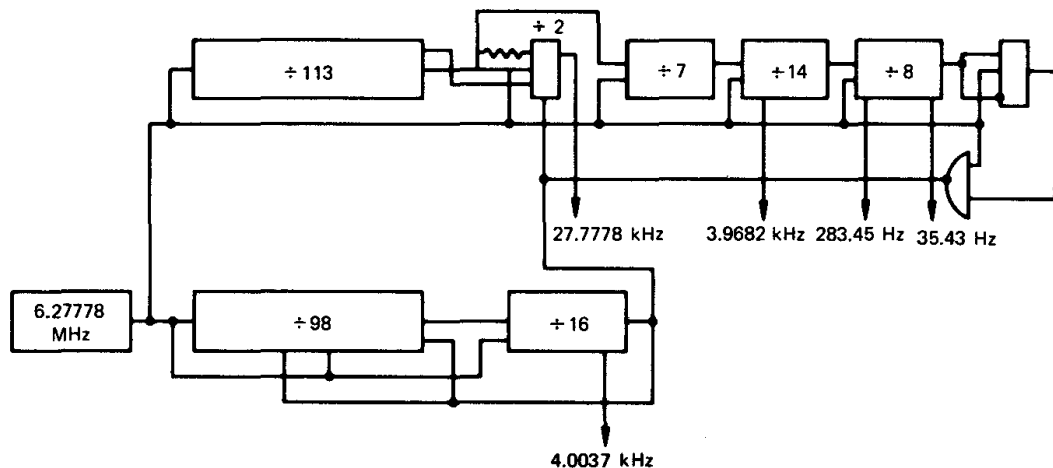 ÷ 2
÷113
÷7
÷14
÷8
27.7778 kHz
3.9682 kHz
283.45 Hz
35.43 Hz
6.27778
MHz
÷98
÷16
4.0037 kHz